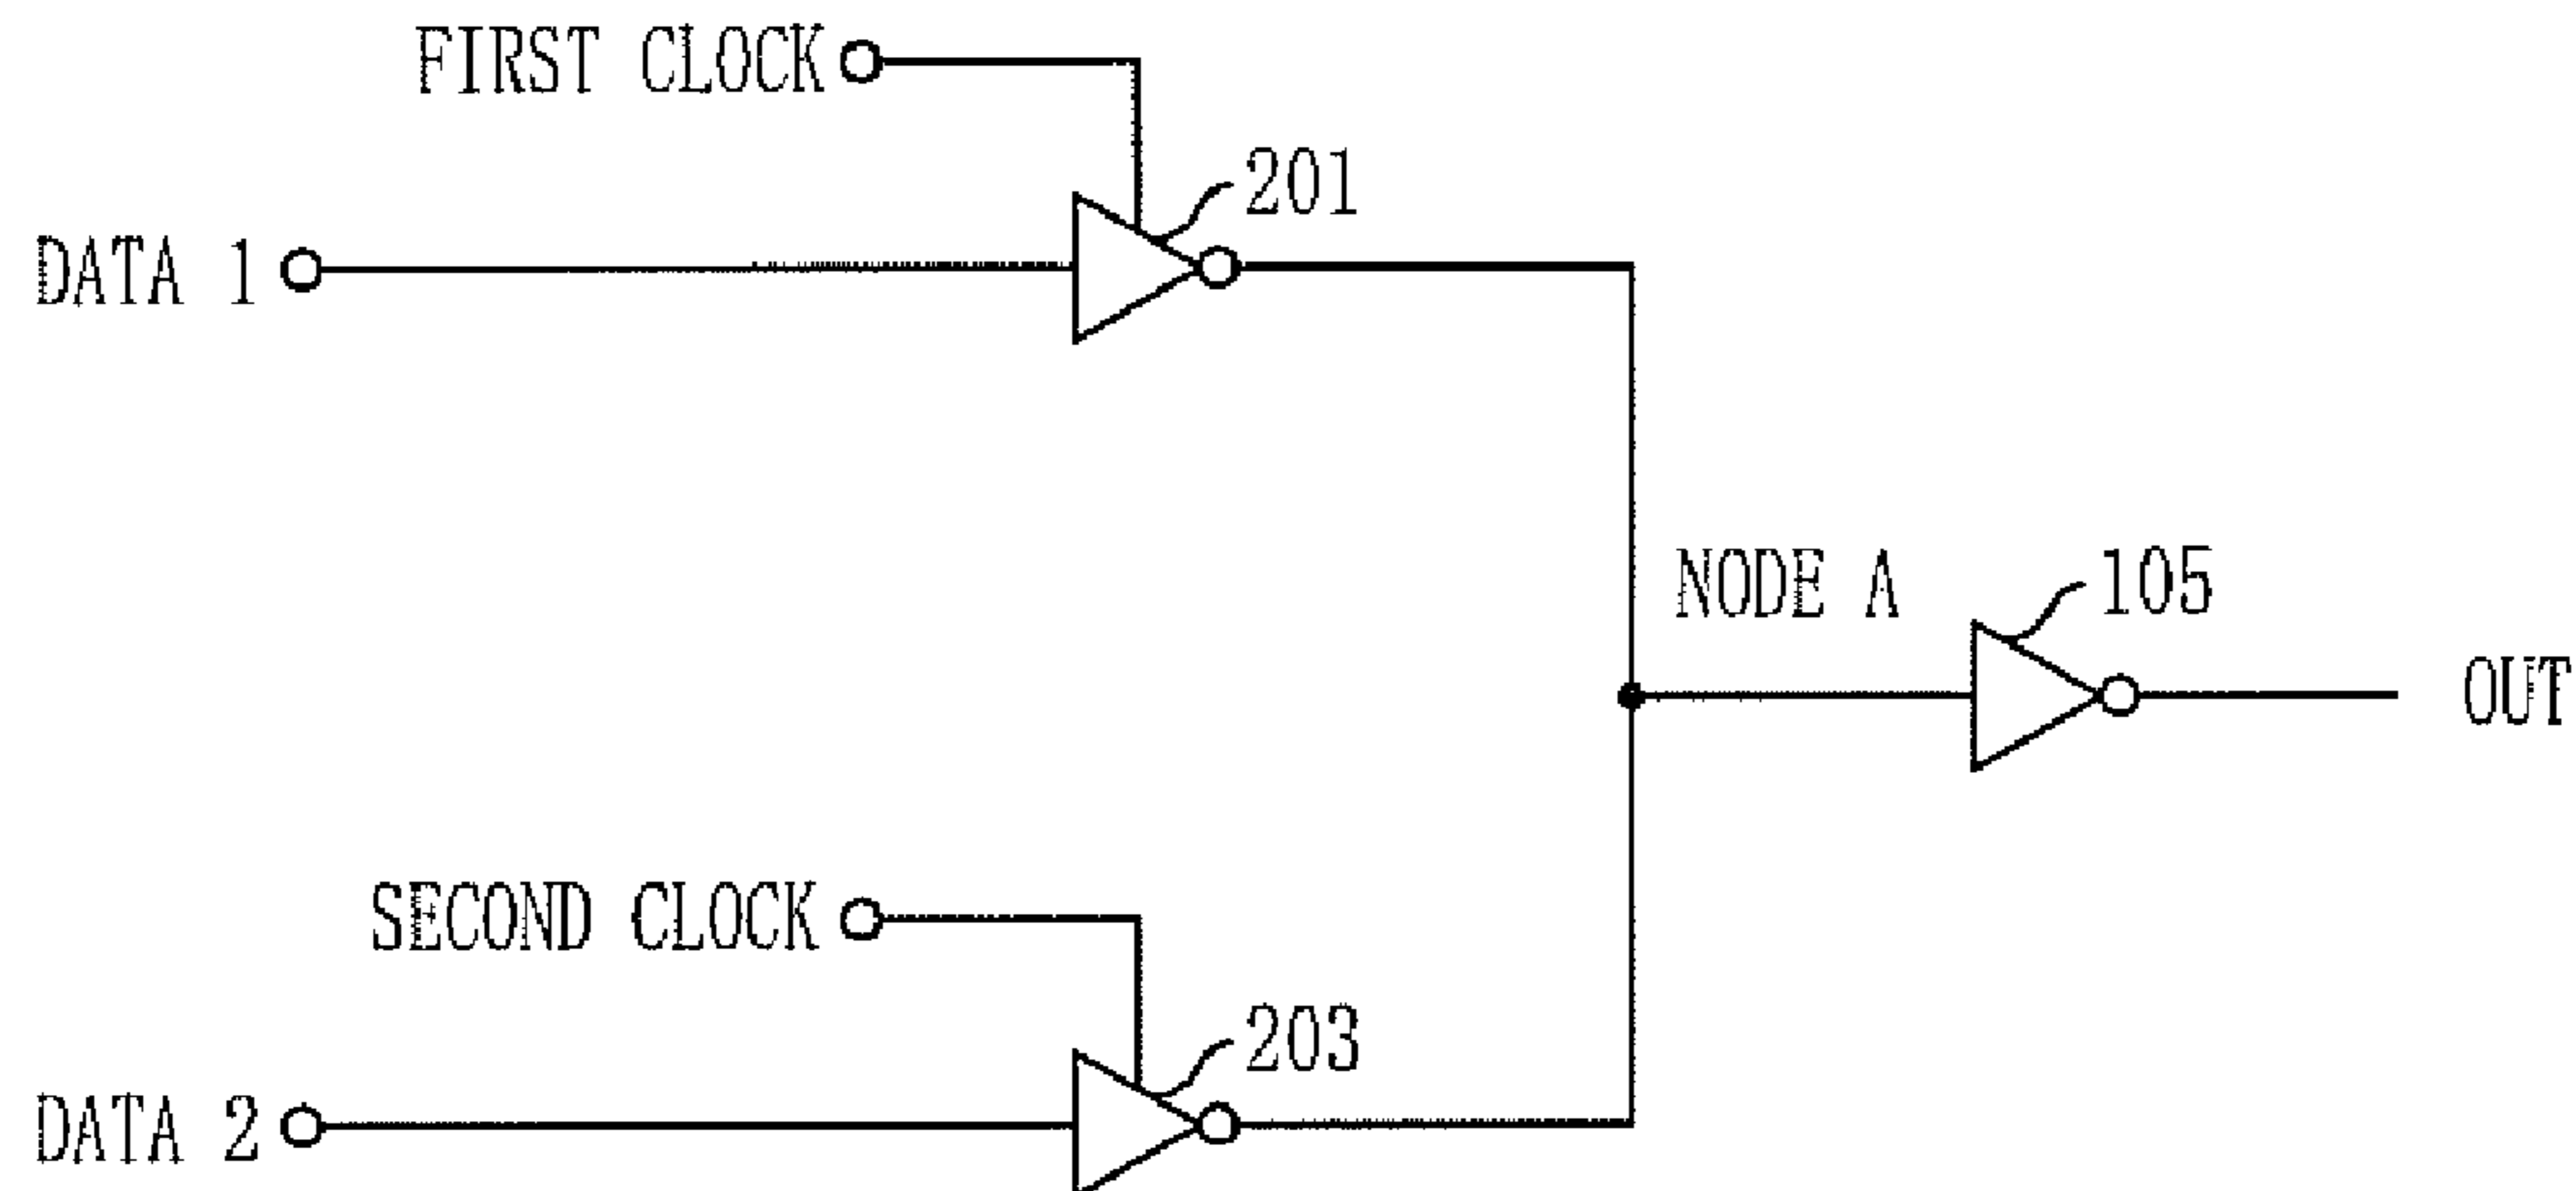 FIRST CLOCK
201
DATA 1
NODE A
105
OUT
SECOND CLOCK
203
DATA 2